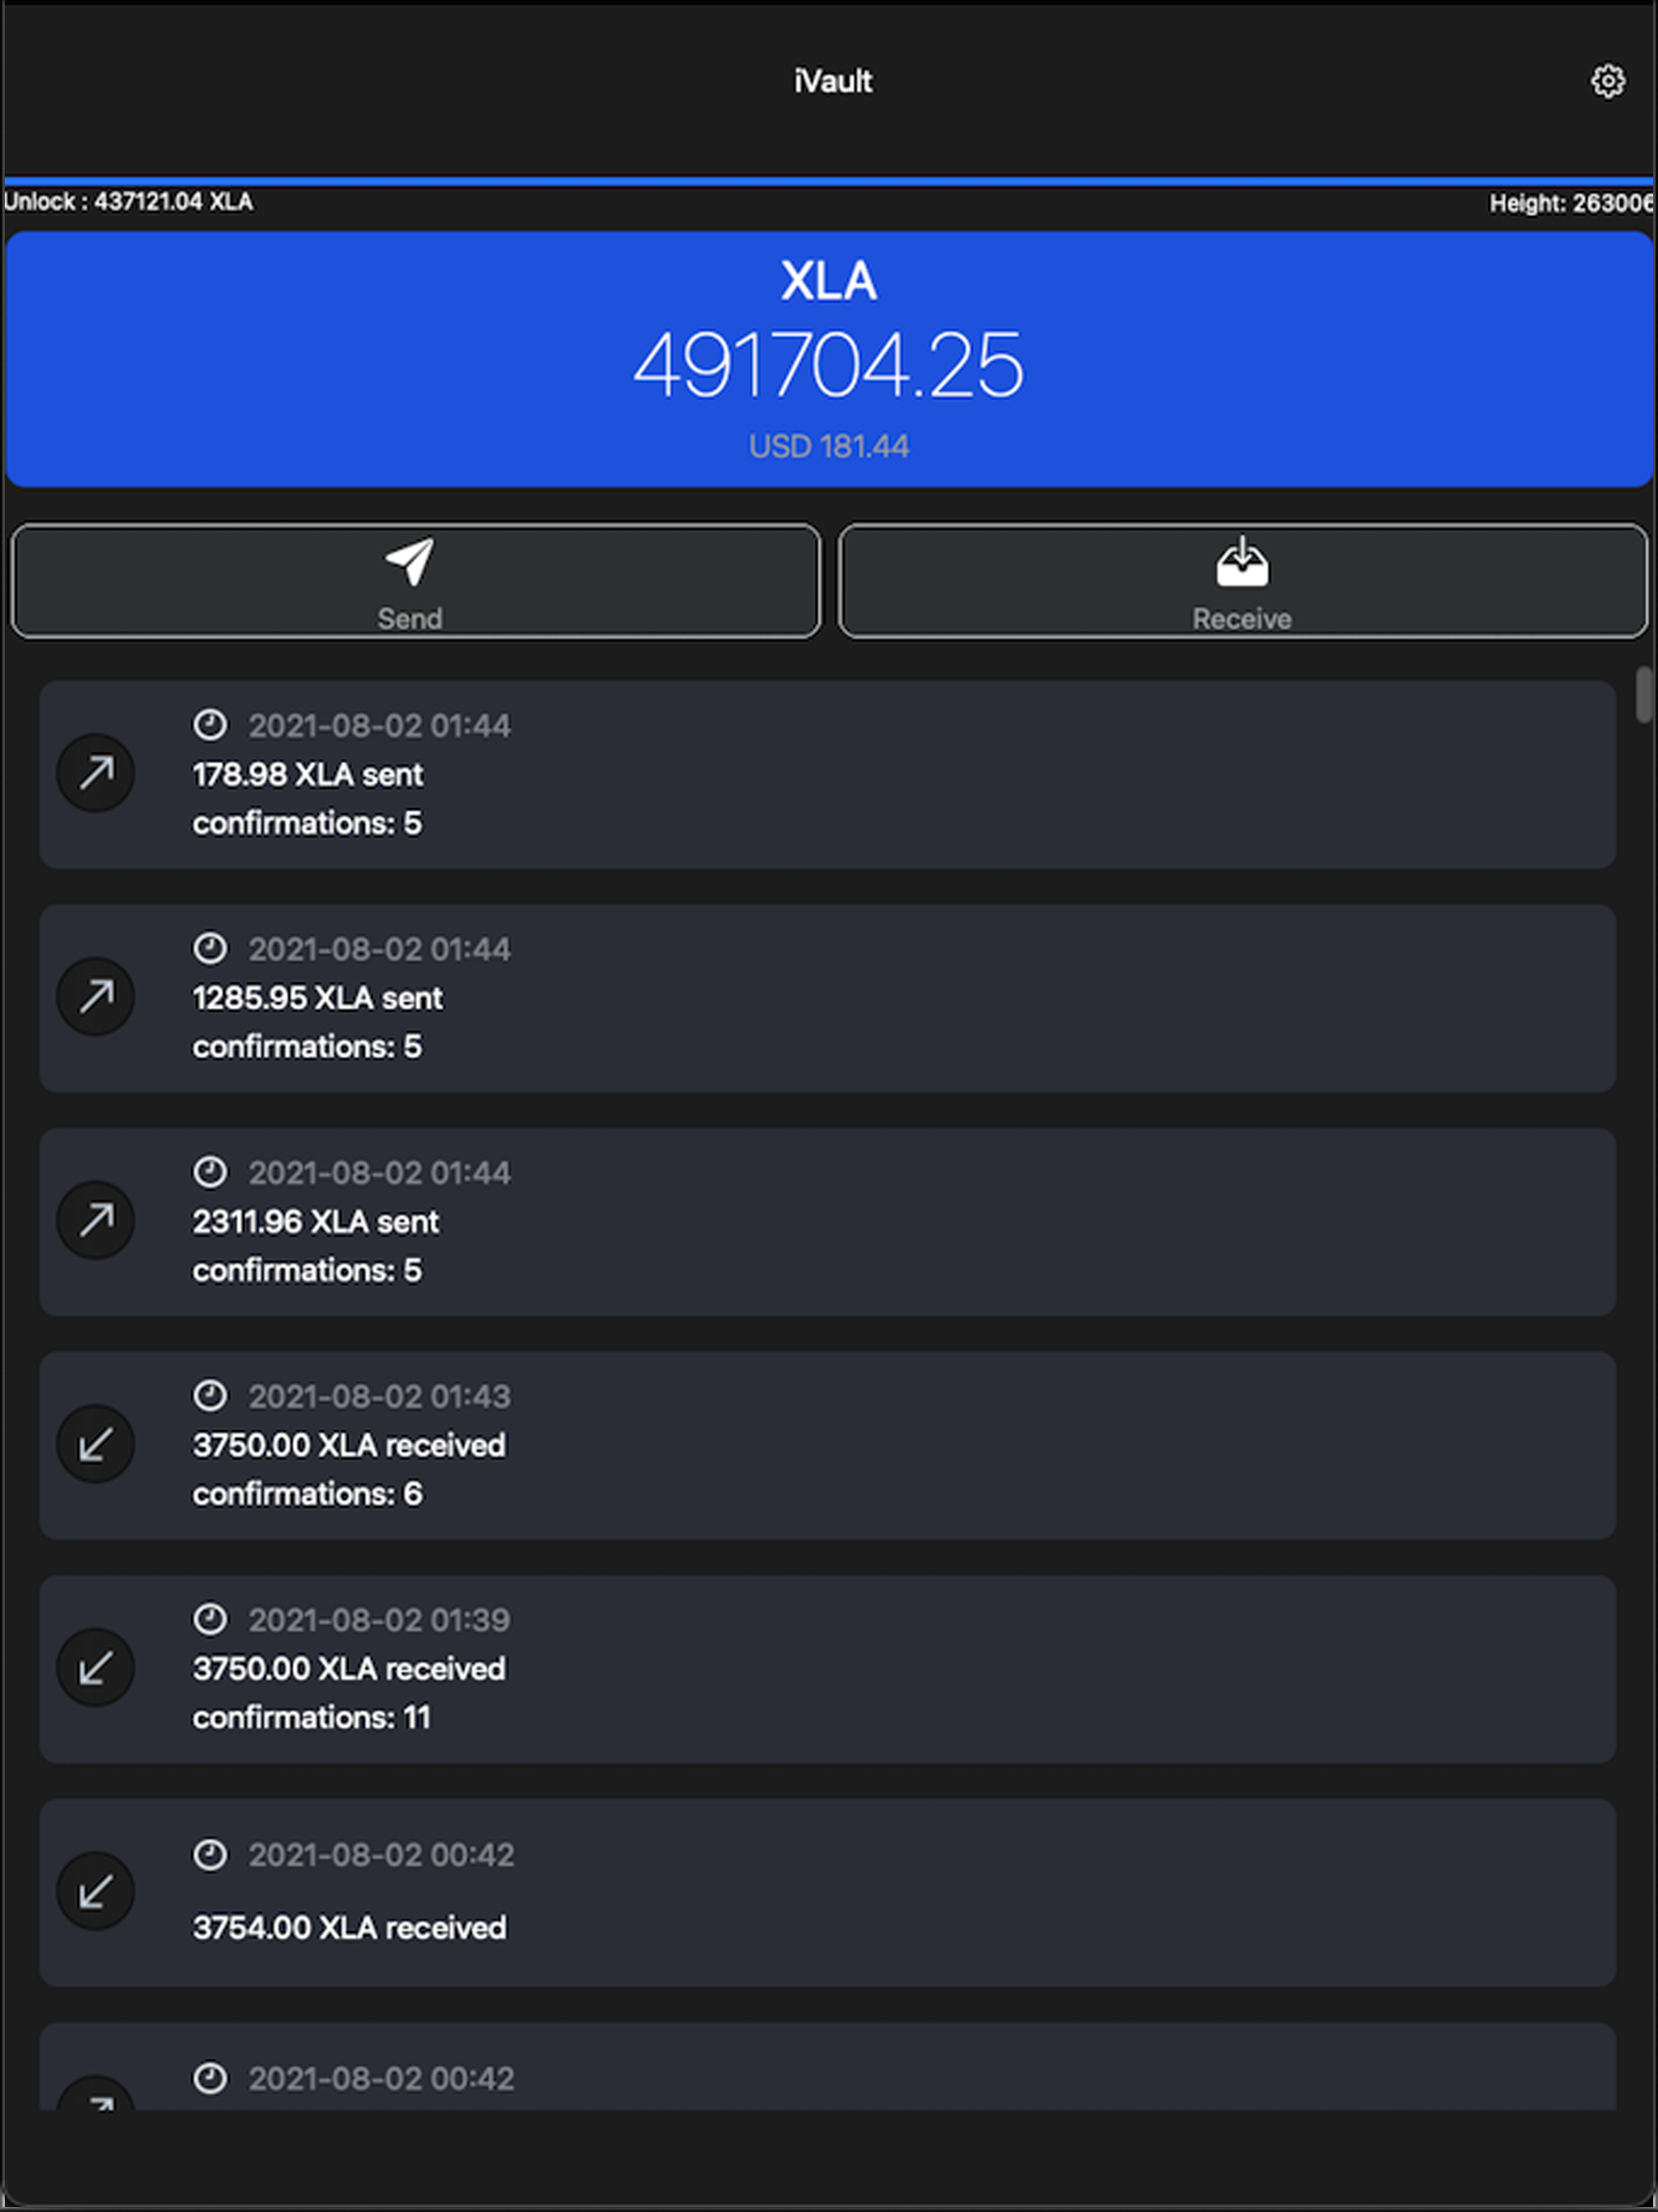 iVault
Unlock : 437121.04 XLA
Height: 263006
XLA
491704.25
USD 181.44
Send
Receive
2021-08-02 01:44
178.98 XLA sent
confirmations: 5
2021-08-02 01:44
1285.95 XLA sent
confirmations: 5
2021-08-02 01:44
2311.96 XLA sent
confirmations: 5
2021-08-02 01:43
3750.00 XLA received
confirmations: 6
2021-08-02 01:39
3750.00 XLA received
confirmations: 11
2021-08-02 00:42
3754.00 XLA received
2021-08-02 00:42